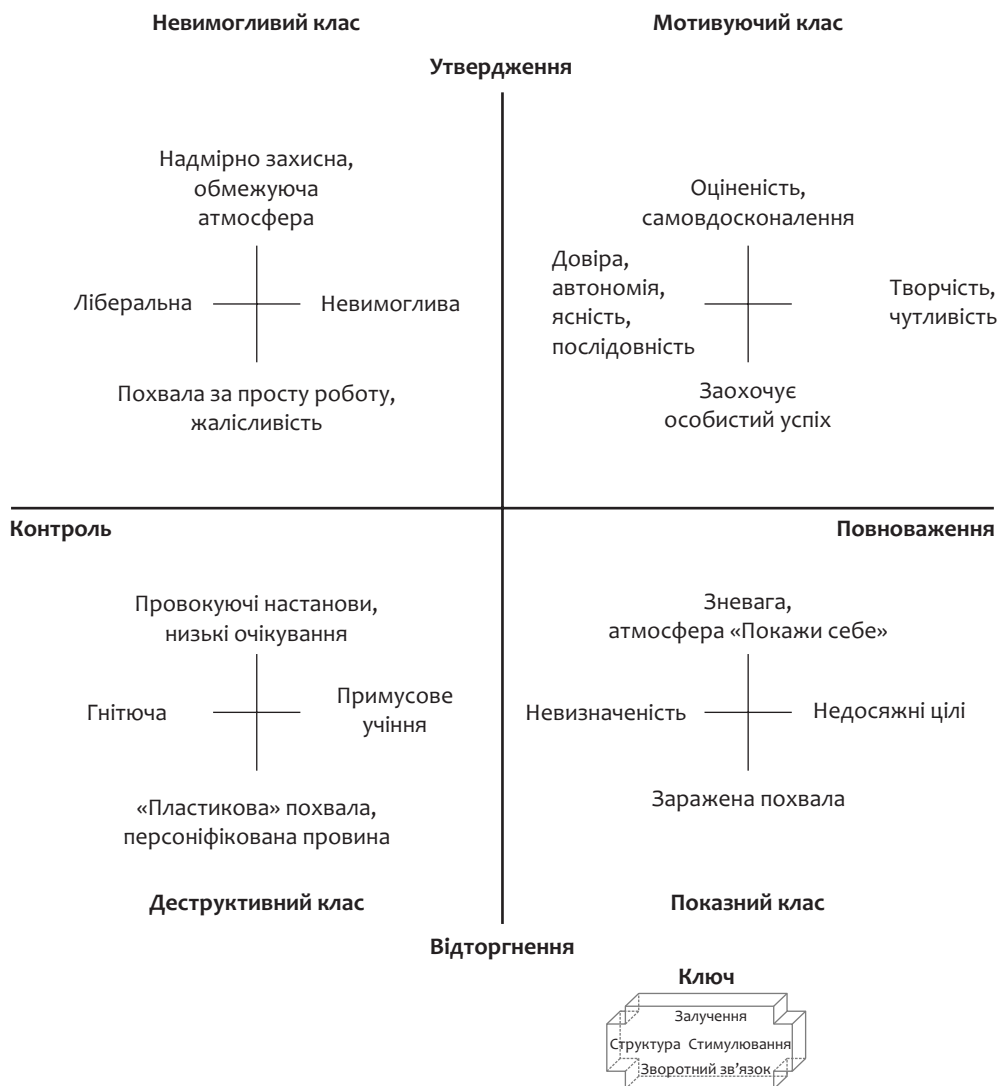 Невимогливий клас
Мотивуючий клас
Утвердження
Надмірно захисна,
обмежуюча
атмосфера
Ліберальна
Невимоглива
Похвала за просту роботу,
жалісливість
Оціненість,
самовдосконалення
Довіра,
автономія,
ясність,
послідовність
Творчість,
чутливість
Заохочує
особистий успіх
Контроль
Повноваження
Провокуючі настанови,
низькі очікування
Гнітюча
Примусове
учіння
«Пластикова» похвала,
персоніфікована провина
Зневага,
атмосфера «Покажи себе»
Невизначеність
Недосяжні цілі
Заражена похвала
Деструктивний клас
Показний клас
Відторгнення
Ключ
Залучення
Структура Стимулювання
Зворотний зв’язок